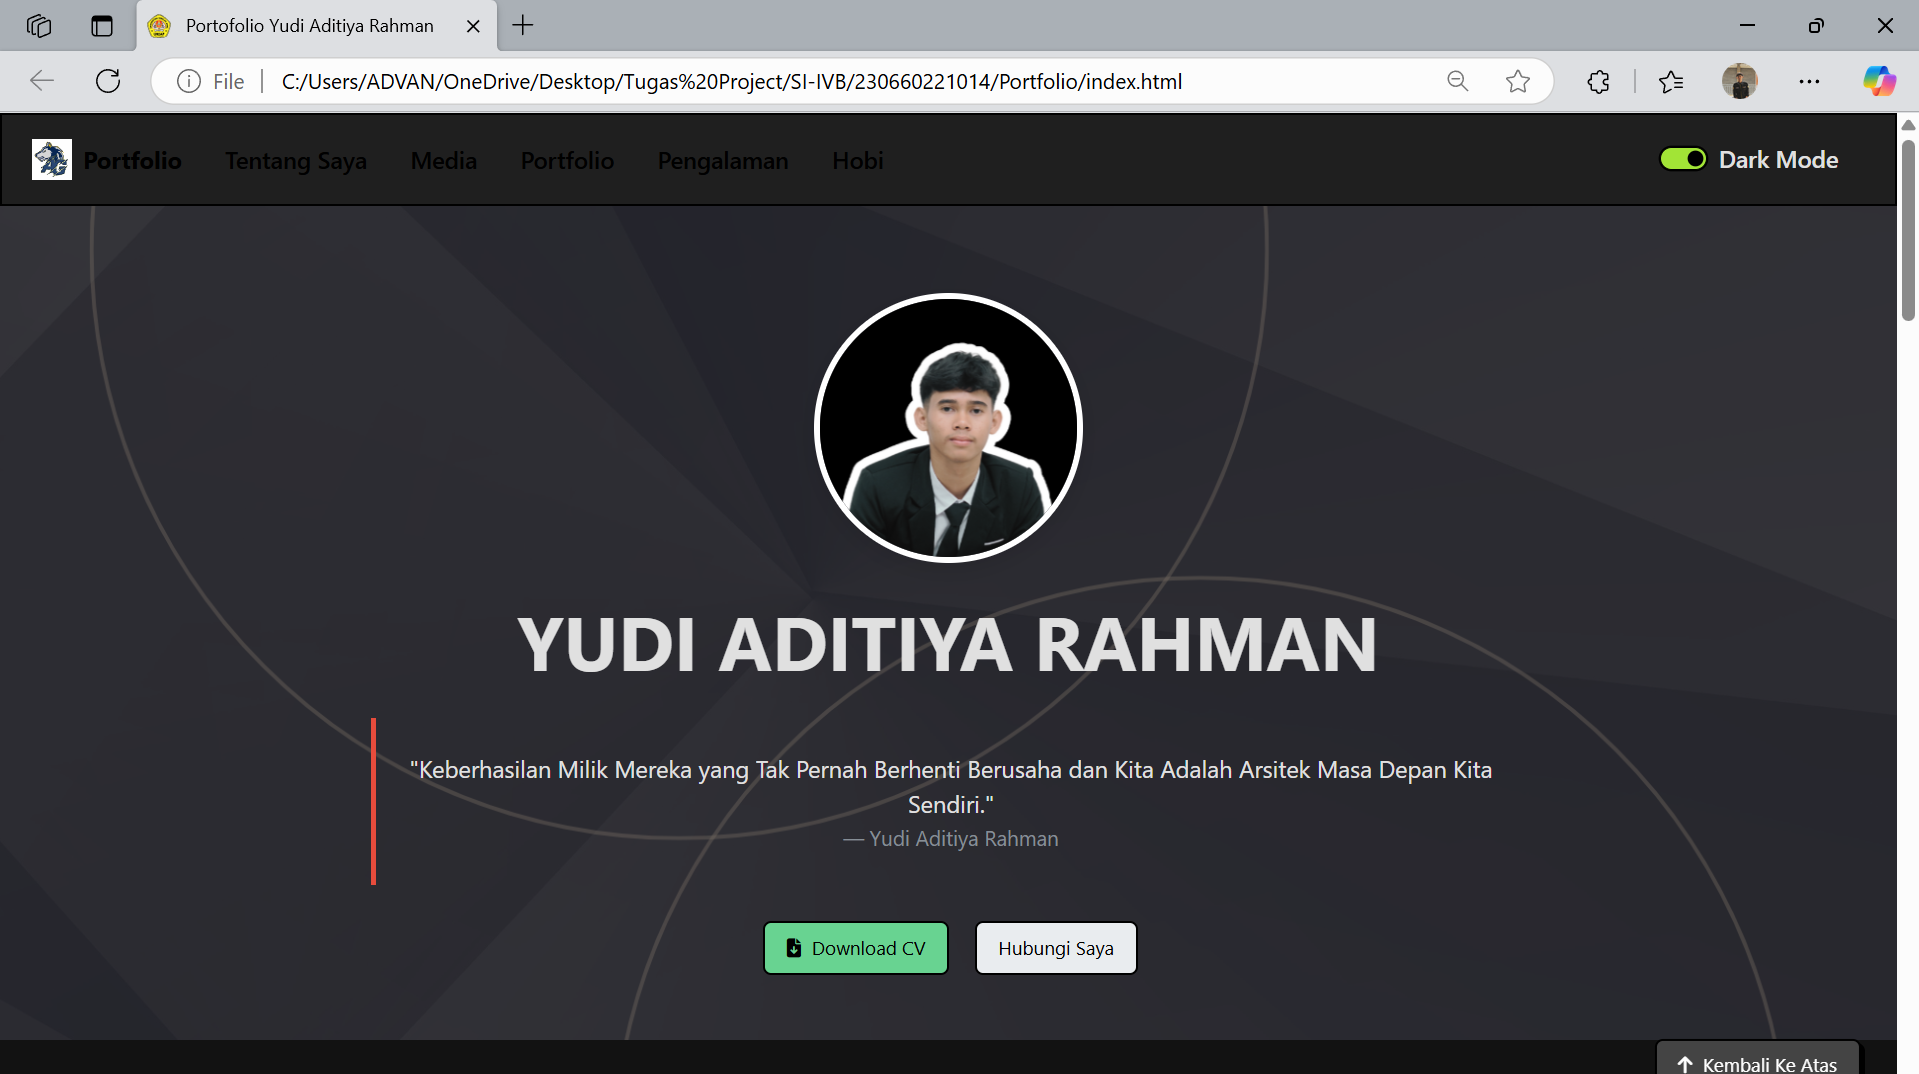 Portofolio Yudi Aditiya Rahman
File
C:/Users/ADVAN/OneDrive/Desktop/Tugas%20Project/SI-IVB/230660221014/Portfolio/index.html
Portfolio Tentang Saya Media Portfolio Pengalaman Hobi
Dark Mode
YUDI ADITIYA RAHMAN
"Keberhasilan Milik Mereka yang Tak Pernah Berhenti Berusaha dan Kita Adalah Arsitek Masa Depan Kita
Sendiri."
— Yudi Aditiya Rahman
Download CV
Hubungi Saya
Kembali Ke Atas